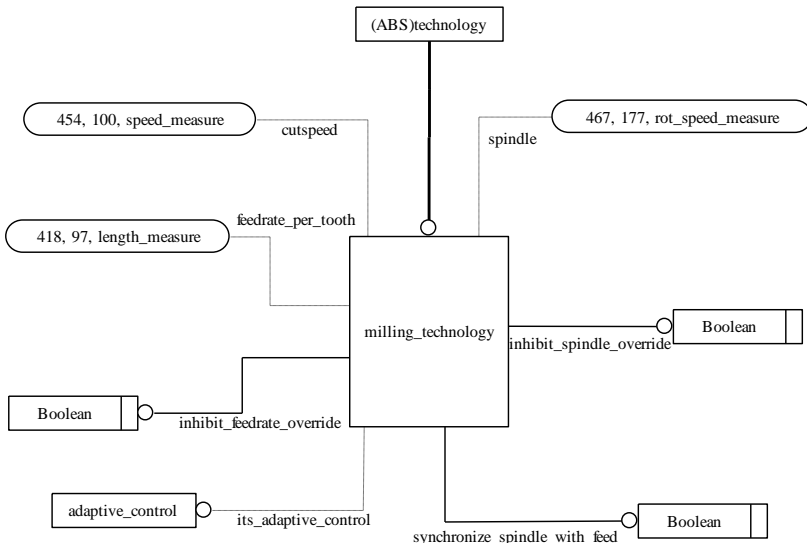 (ABS)technology
454, 100, speed_measure
467, 177, rot_speed_measure
cutspeed
spindle
feedrate_per_tooth
418, 97, length_measure
milling_technology
Boolean
inhibit_spindle_override
Boolean
inhibit_feedrate_override
adaptive_control
its_adaptive_control
Boolean
synchronize_spindle_with_feed